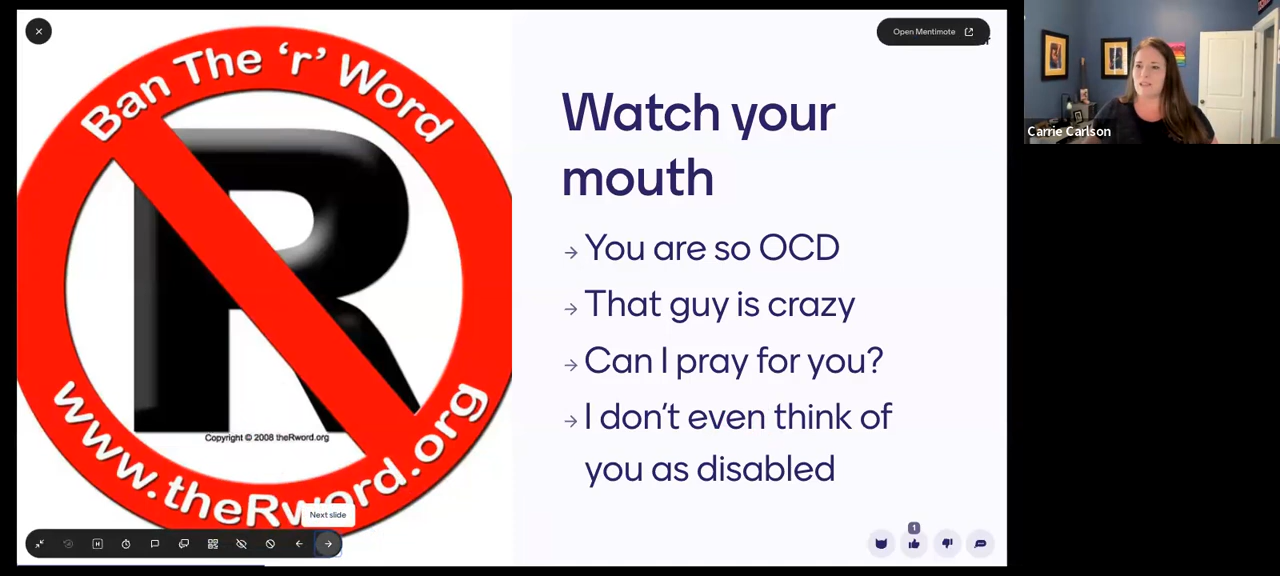 Ban The ‘r’ Word
Copyright © 2008 theRword.org
www.theRword.org
Next slide
Open Mentimote
Watch your
mouth
→ You are so OCD
→ That guy is crazy
→ Can I pray for you?
→ I don’t even think of
you as disabled
1
Carrie Carlson